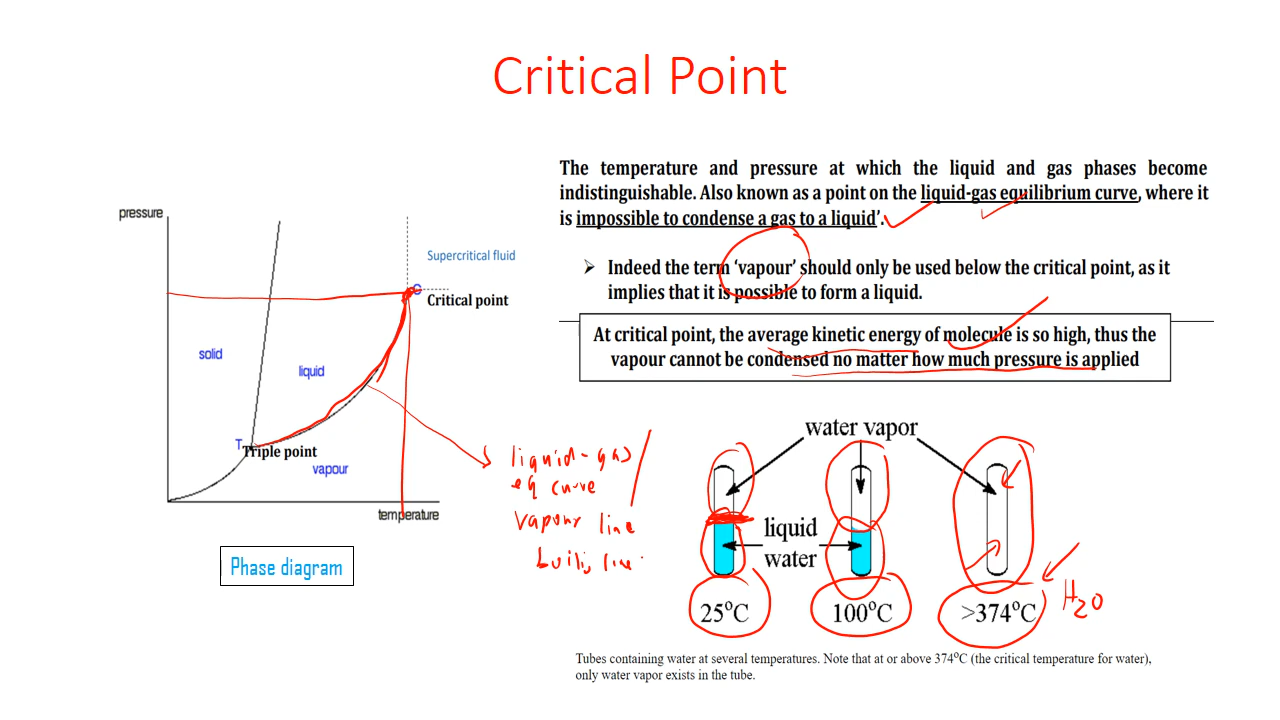 Critical Point
pressure
Supercritical fluid
C
Critical point
solid
liquid
T
Triple point
vapour
temperature
Phase diagram
The temperature and pressure at which the liquid and gas phases become
indistinguishable. Also known as a point on the liquid-gas equilibrium curve, where it
is impossible to condense a gas to a liquid’.
Indeed the term ‘vapour’ should only be used below the critical point, as it
implies that it is possible to form a liquid.
At critical point, the average kinetic energy of molecule is so high, thus the
vapour cannot be condensed no matter how much pressure is applied
liquid-gas
eq curve
vapour line
line
water vapor
liquid
water
25°C
100°C
>374°C
H2O
Tubes containing water at several temperatures. Note that at or above 374°C (the critical temperature for water),
only water vapor exists in the tube.